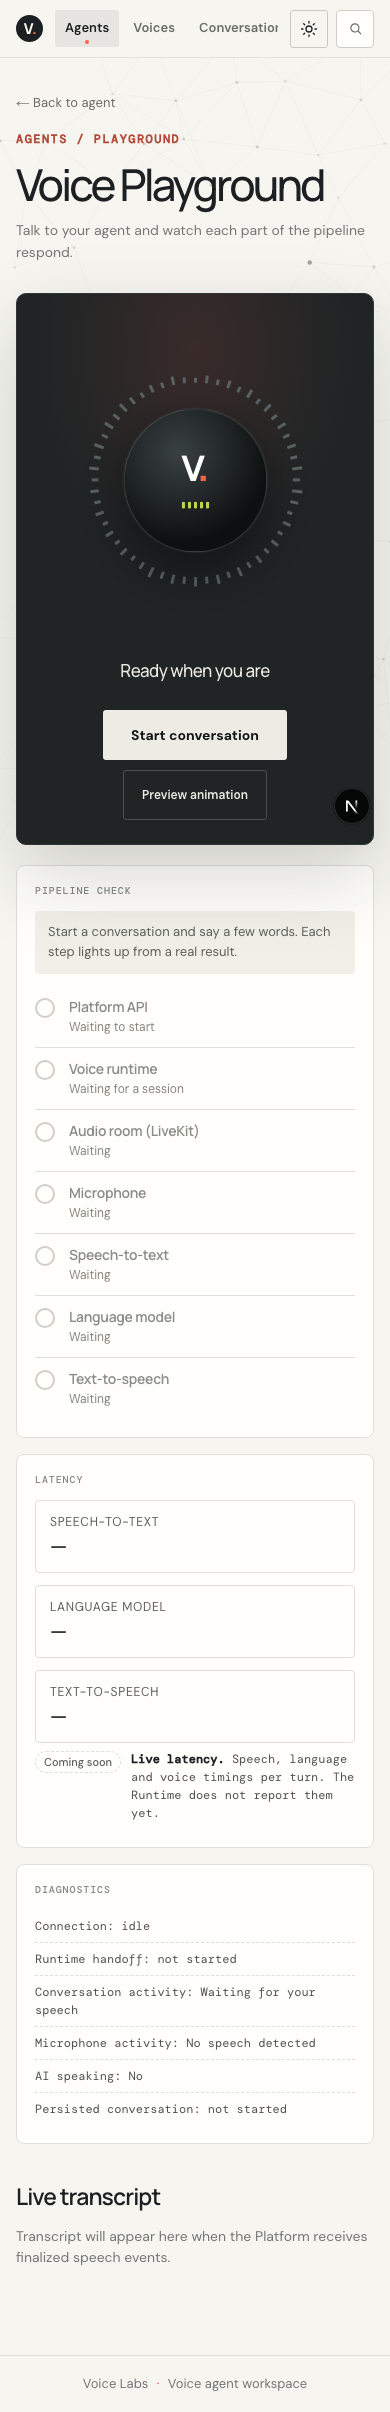 V.
Agents
Voices
Conversation
← Back to agent
AGENTS / PLAYGROUND
Voice Playground
Talk to your agent and watch each part of the pipeline
respond.
V.
Ready when you are
Start conversation
Preview animation
N
PIPELINE CHECK
Start a conversation and say a few words. Each
step lights up from a real result.
Platform API
Waiting to start
Voice runtime
Waiting for a session
Audio room (LiveKit)
Waiting
Microphone
Waiting
Speech-to-text
Waiting
Language model
Waiting
Text-to-speech
Waiting
LATENCY
SPEECH-TO-TEXT
—
LANGUAGE MODEL
—
TEXT-TO-SPEECH
—
Coming soon
Live latency. Speech, language
and voice timings per turn. The
Runtime does not report them
yet.
DIAGNOSTICS
Connection: idle
Runtime handoff: not started
Conversation activity: Waiting for your
speech
Microphone activity: No speech detected
AI speaking: No
Persisted conversation: not started
Live transcript
Transcript will appear here when the Platform receives
finalized speech events.
Voice Labs · Voice agent workspace